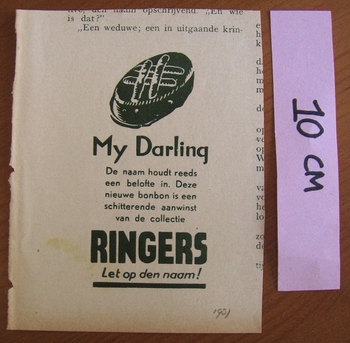 is dat?"
„Een weduwe; een in uitgaande krin-
My Darling
De naam houdt reeds
een belofte in. Deze
nieuwe bonbon is een
schitterende aanwinst
van de collectie
RINGERS
Let op den naam!
10 CM